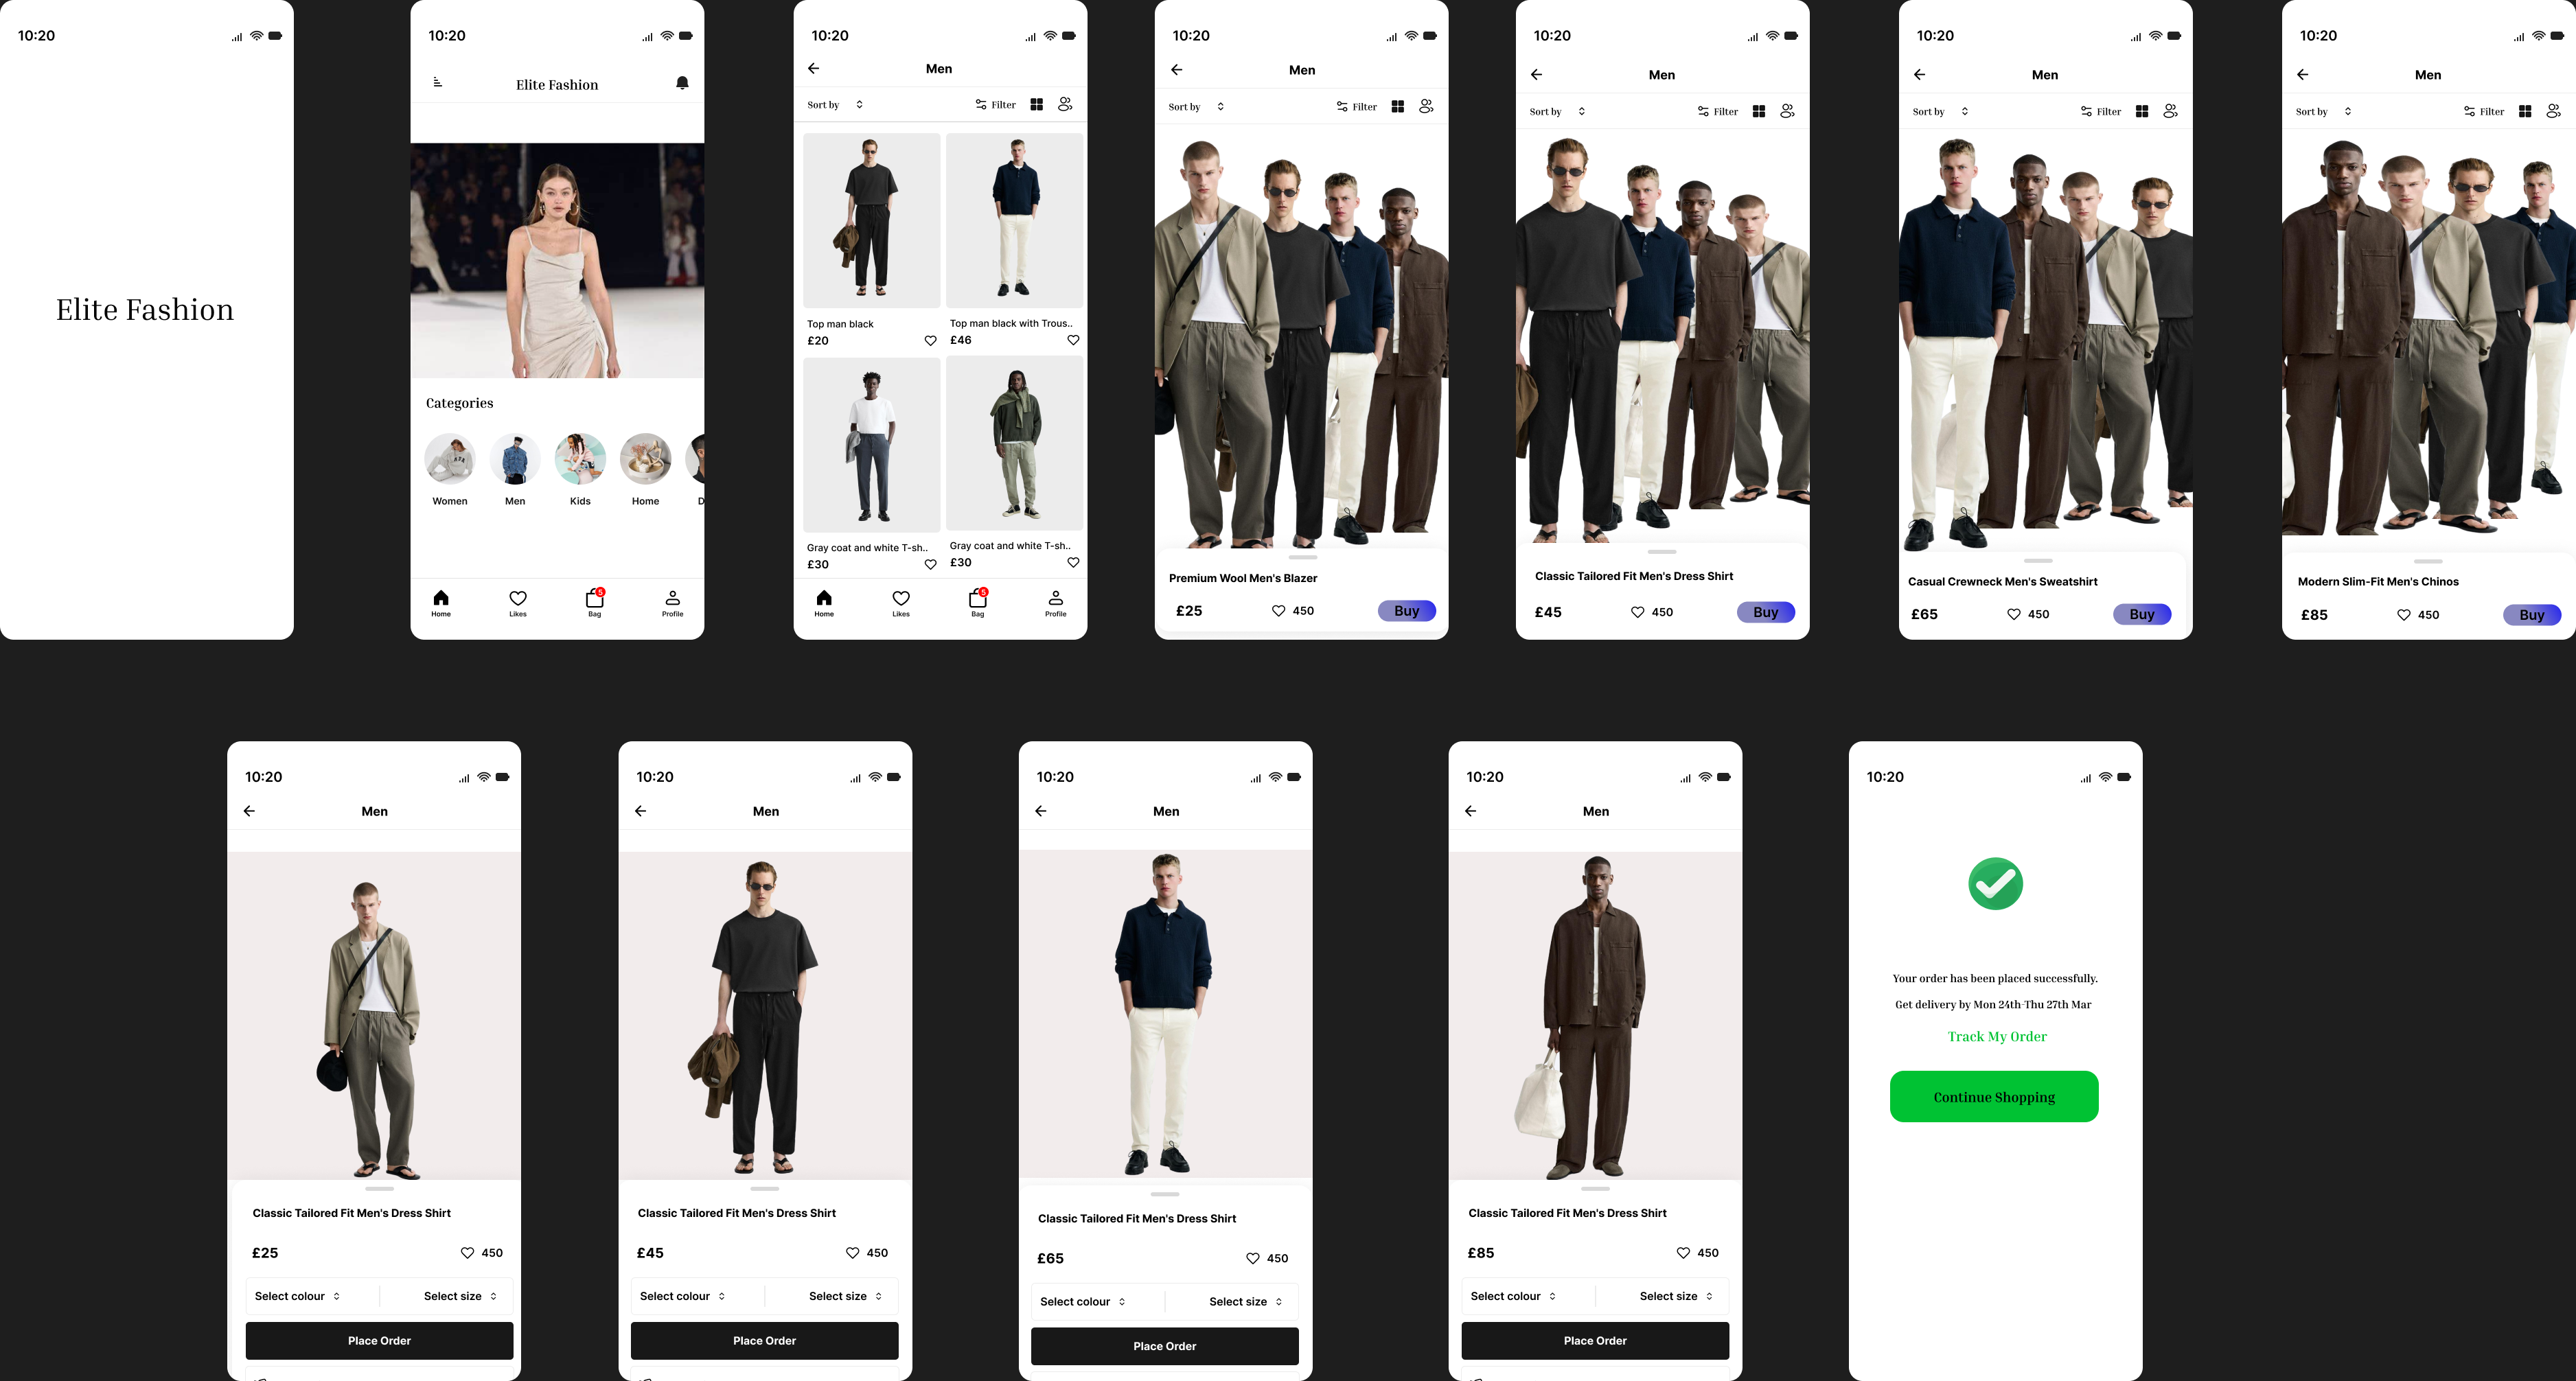 10:20
Elite Fashion
10:20
Elite Fashion
Categories
Women
Men
Kids
Home
D
Home
Likes
5
Bag
Profile
10:20
Men
Sort by
Filter
Top man black
£20
Top man black with Trous..
£46
Gray coat and white T-sh..
£30
Gray coat and white T-sh..
£30
Home
Likes
5
Bag
Profile
10:20
Men
Sort by
Filter
Premium Wool Men's Blazer
£25
450
Buy
10:20
Men
Sort by
Filter
Classic Tailored Fit Men's Dress Shirt
£45
450
Buy
10:20
Men
Sort by
Filter
Casual Crewneck Men's Sweatshirt
£65
450
Buy
10:20
Men
Sort by
Filter
Modern Slim-Fit Men's Chinos
£85
450
Buy
10:20
Men
Classic Tailored Fit Men's Dress Shirt
£25
450
Select colour
Select size
Place Order
10:20
Men
Classic Tailored Fit Men's Dress Shirt
£45
450
Select colour
Select size
Place Order
10:20
Men
Classic Tailored Fit Men's Dress Shirt
£65
450
Select colour
Select size
Place Order
10:20
Men
Classic Tailored Fit Men's Dress Shirt
£85
450
Select colour
Select size
Place Order
10:20
Your order has been placed successfully.
Get delivery by Mon 24th-Thu 27th Mar
Track My Order
Continue Shopping